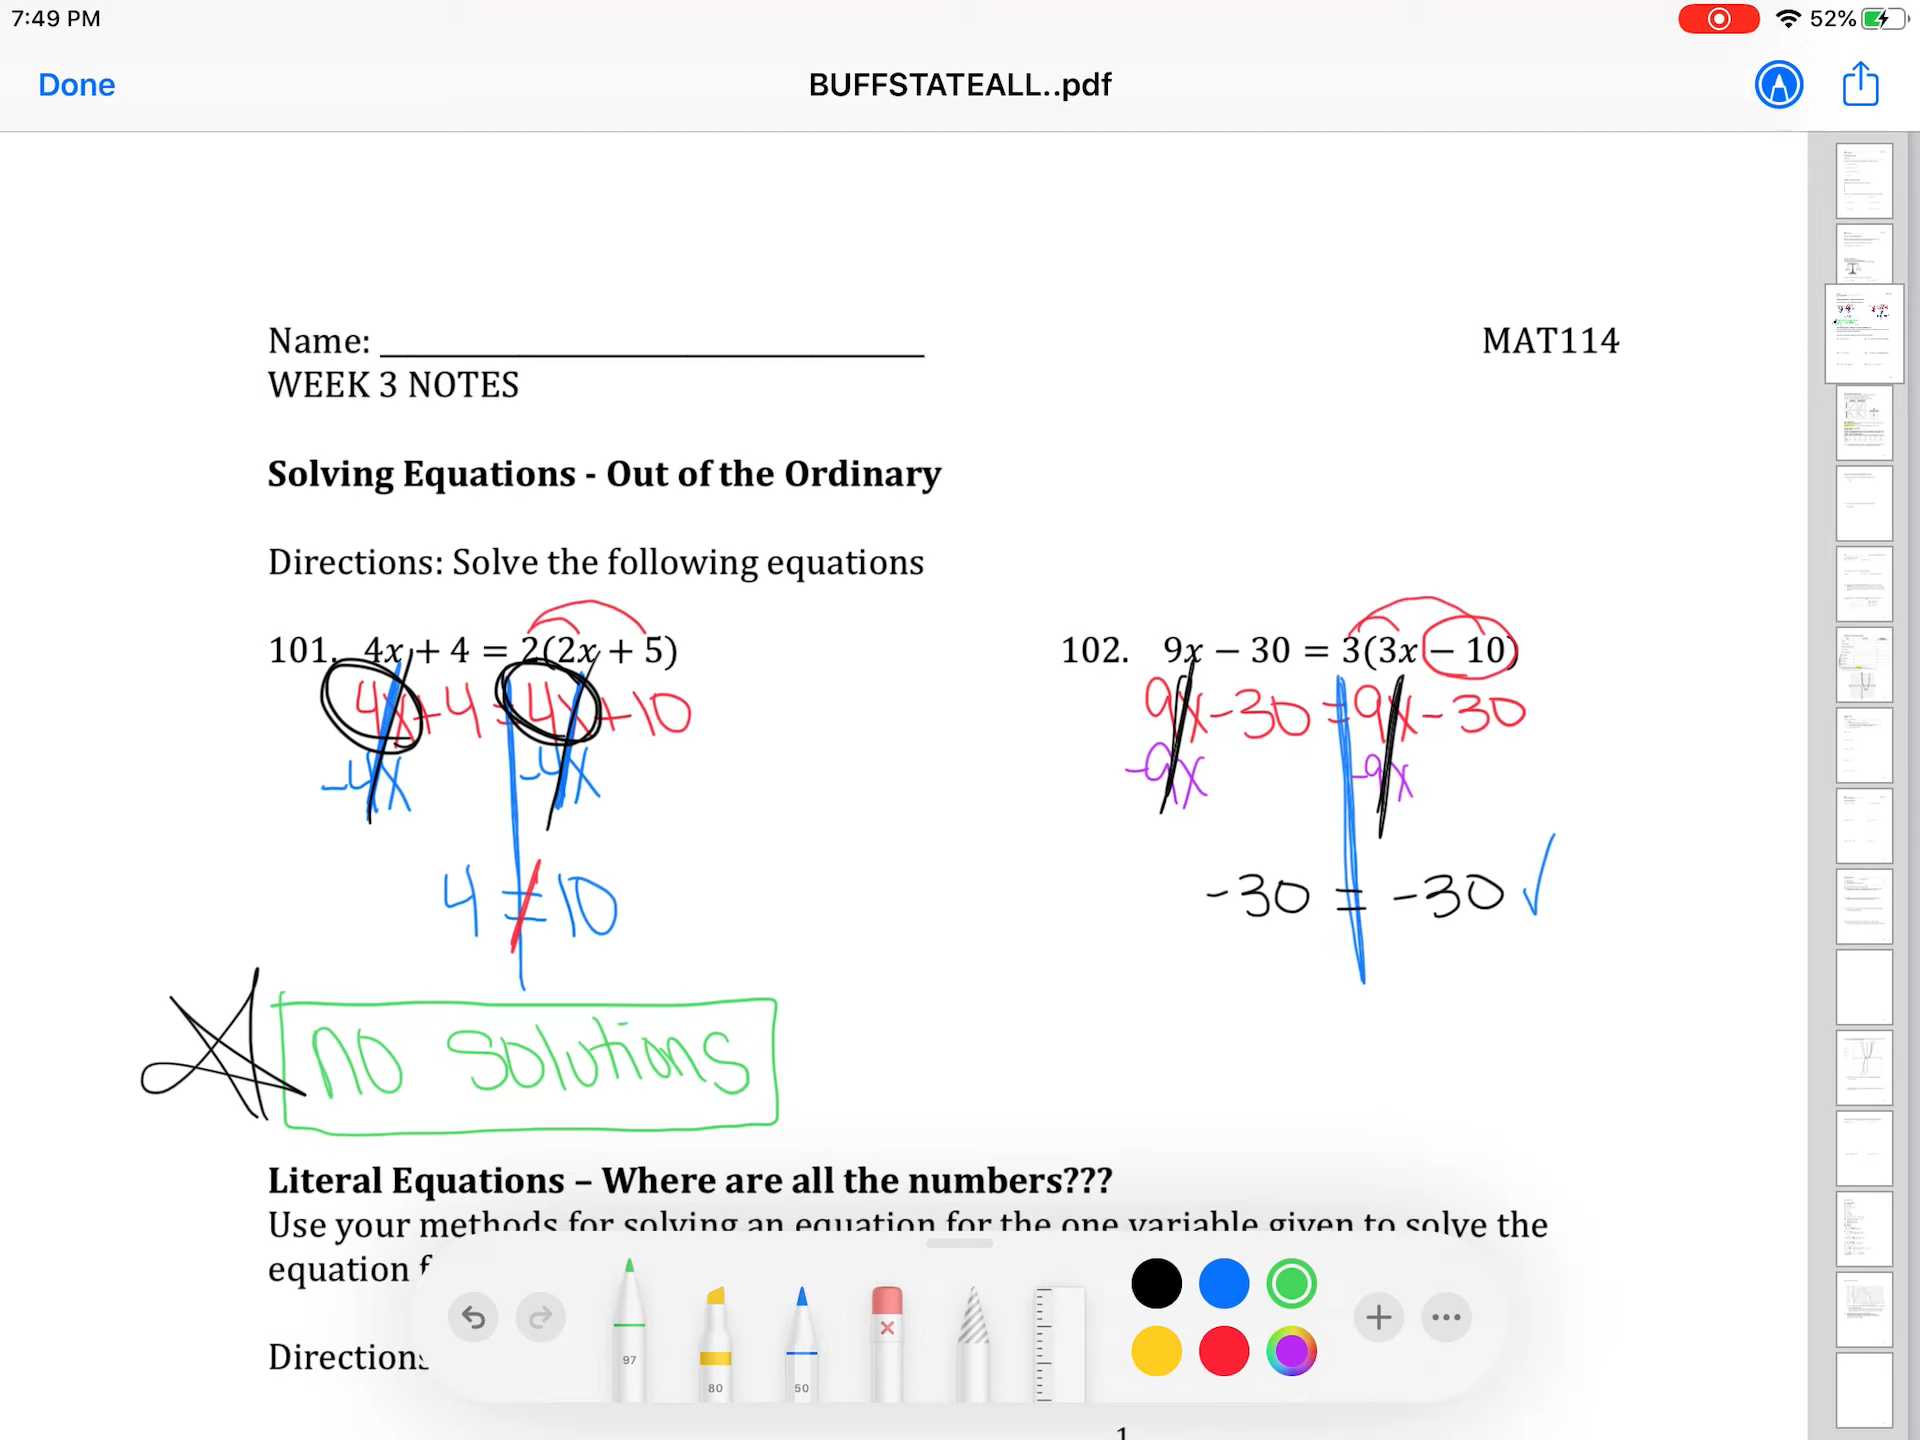 7:49 PM
52%
Done
BUFFSTATEALL..pdf
Name:
MAT114
WEEK 3 NOTES
Solving Equations - Out of the Ordinary
Directions: Solve the following equations
101. 4x + 4 = 2(2x + 5)
4x+4 = 4x+10
-4x -4x
4 ≠ 10
no solutions
102. 9x − 30 = 3(3x − 10)
9x-30=9x-30
-9x -9x
-30 = -30 ✓
Literal Equations – Where are all the numbers???
Use your methods for solving an equation for the one variable given to solve the
equation f
Directions
97
80
50
1